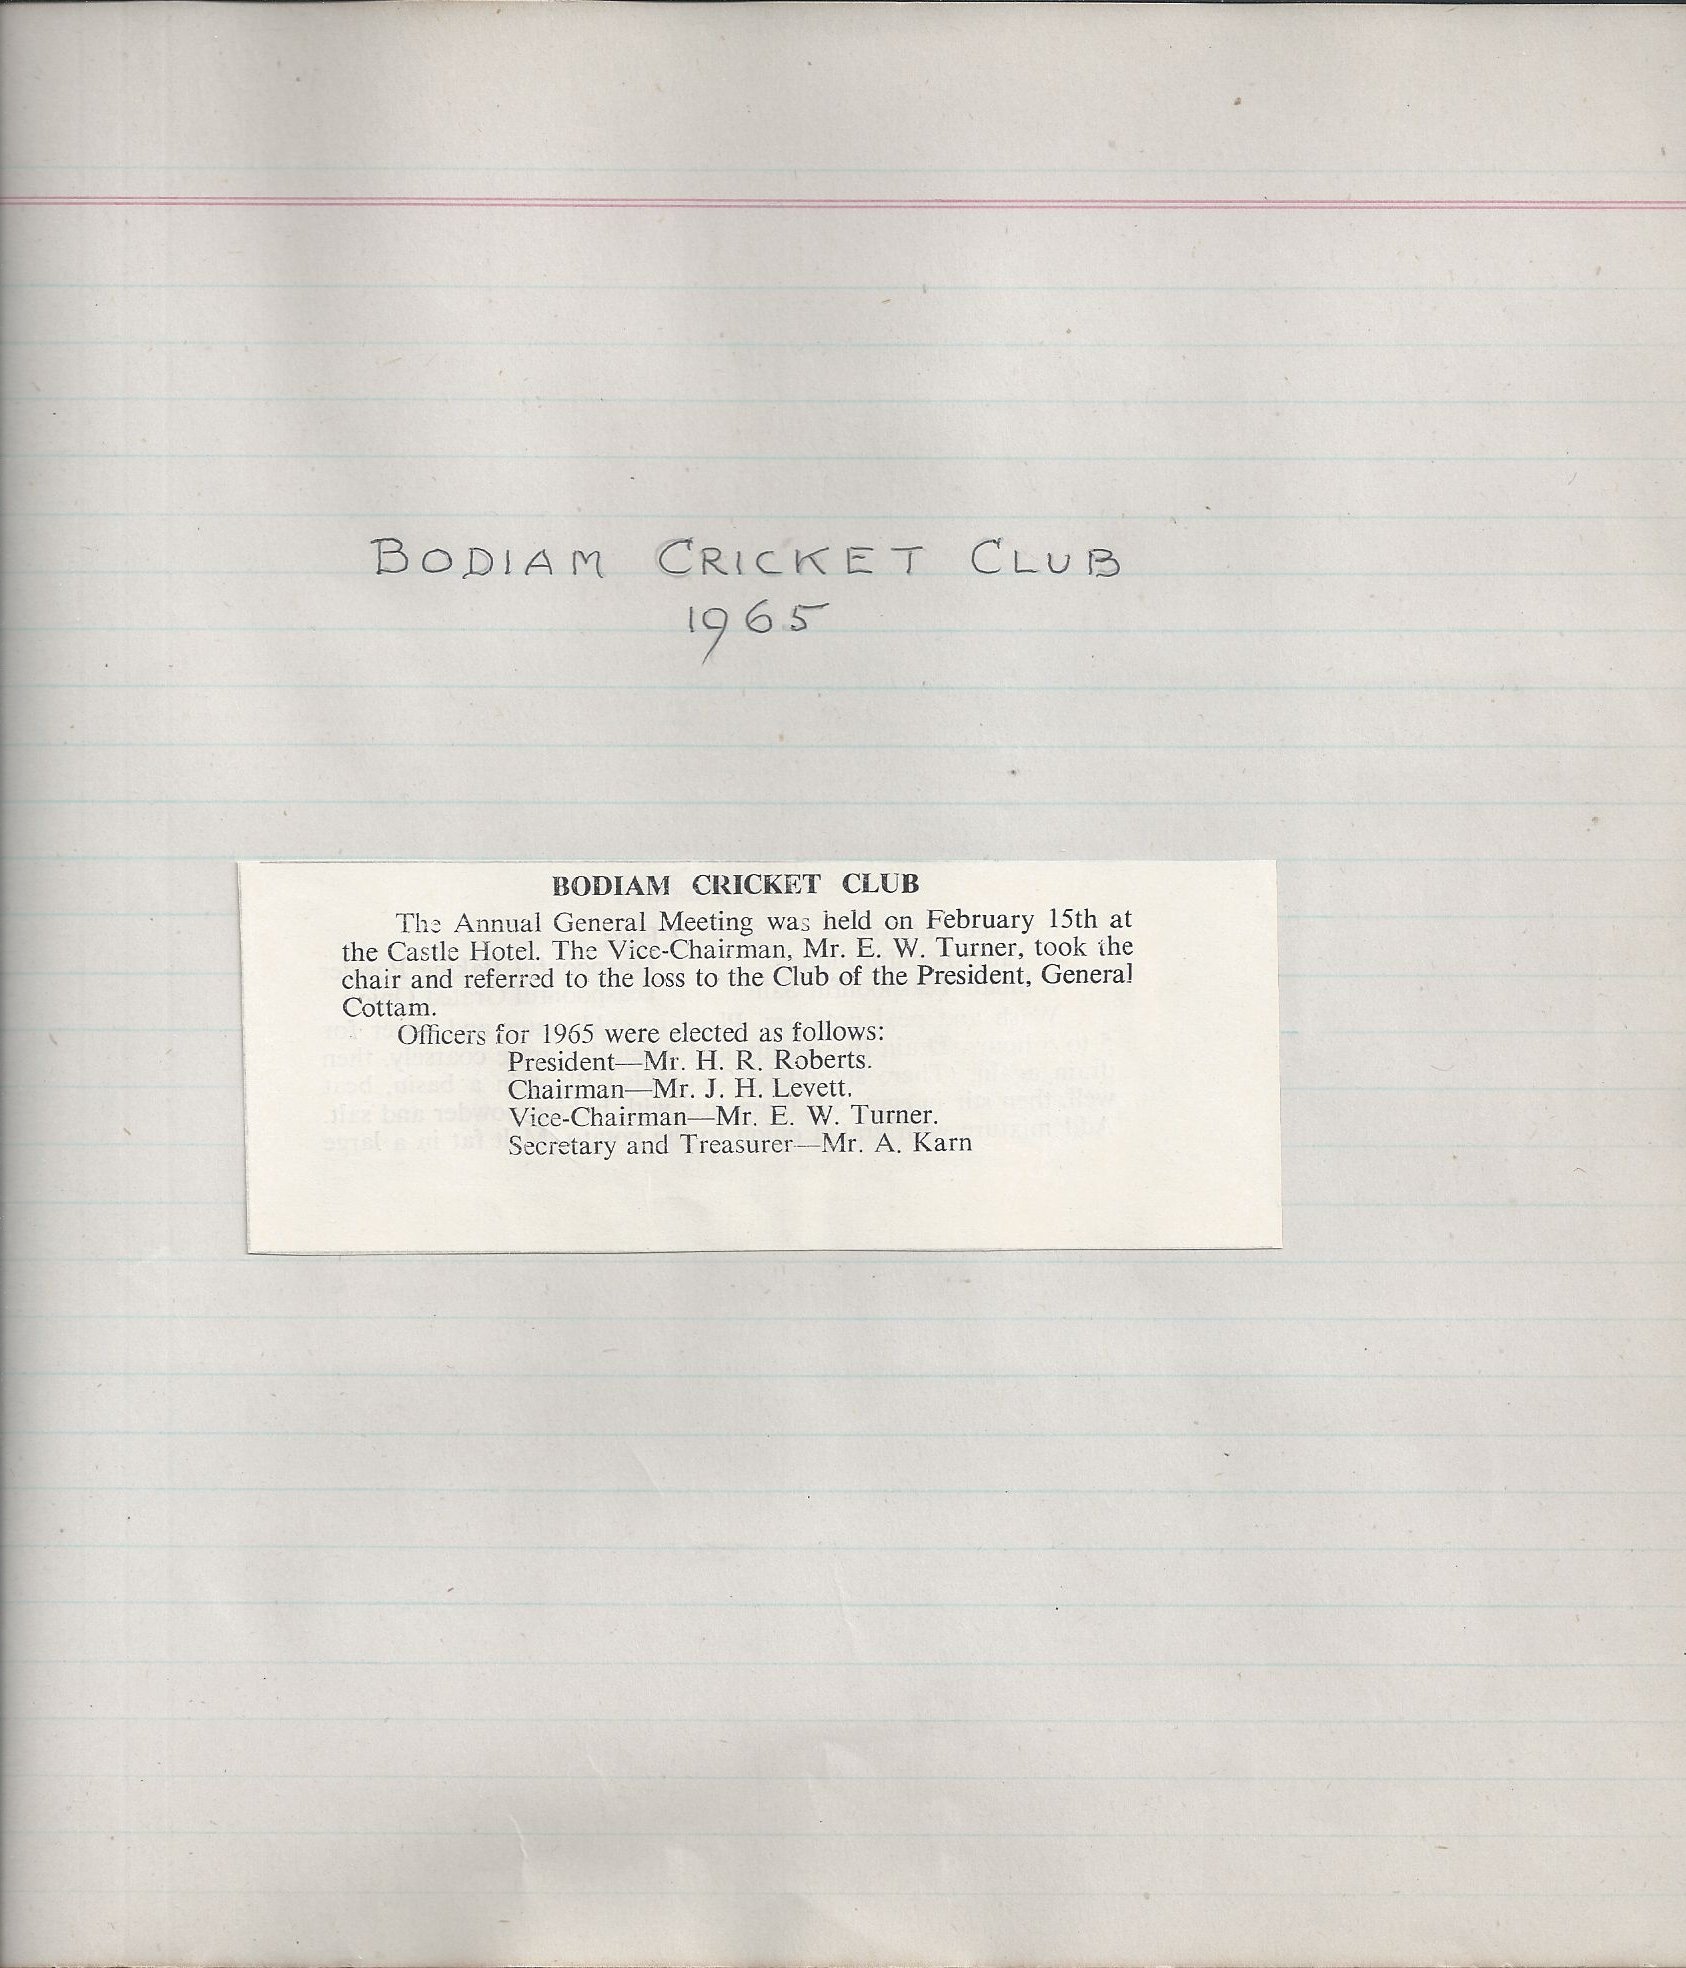 BODIAM CRICKET CLUB
1965
BODIAM CRICKET CLUB
The Annual General Meeting was held on February 15th at
the Castle Hotel. The Vice-Chairman, Mr. E. W. Turner, took the
chair and referred to the loss to the Club of the President, General
Cottam.
Officers for 1965 were elected as follows:
President—Mr. H. R. Roberts.
Chairman—Mr. J. H. Levett.
Vice-Chairman—Mr. E. W. Turner.
Secretary and Treasurer—Mr. A. Karn